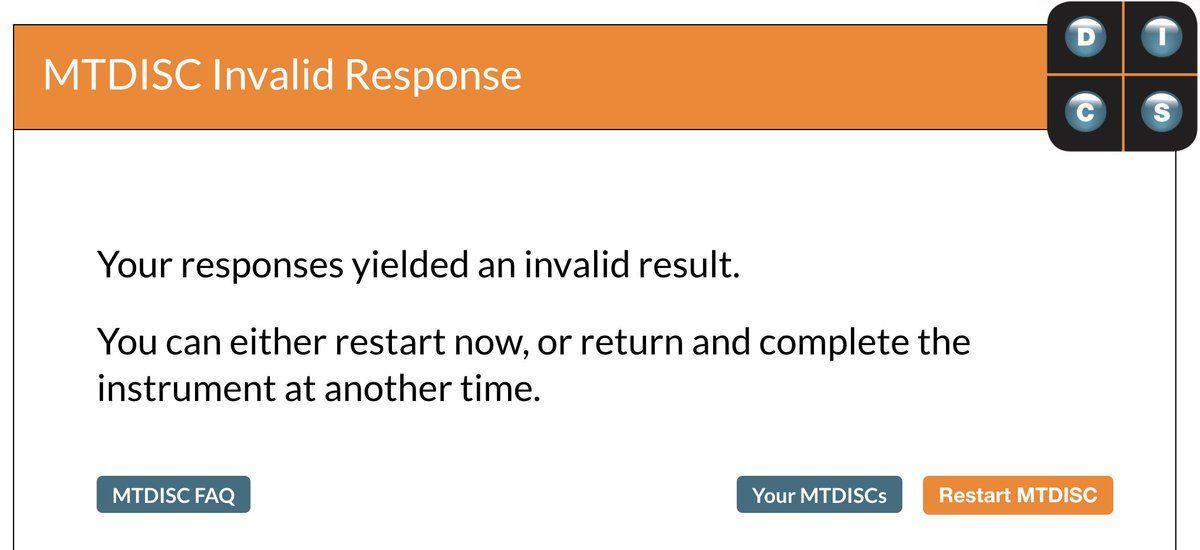 MTDISC Invalid Response
D I
C S
Your responses yielded an invalid result.
You can either restart now, or return and complete the
instrument at another time.
MTDISC FAQ Your MTDISCs Restart MTDISC